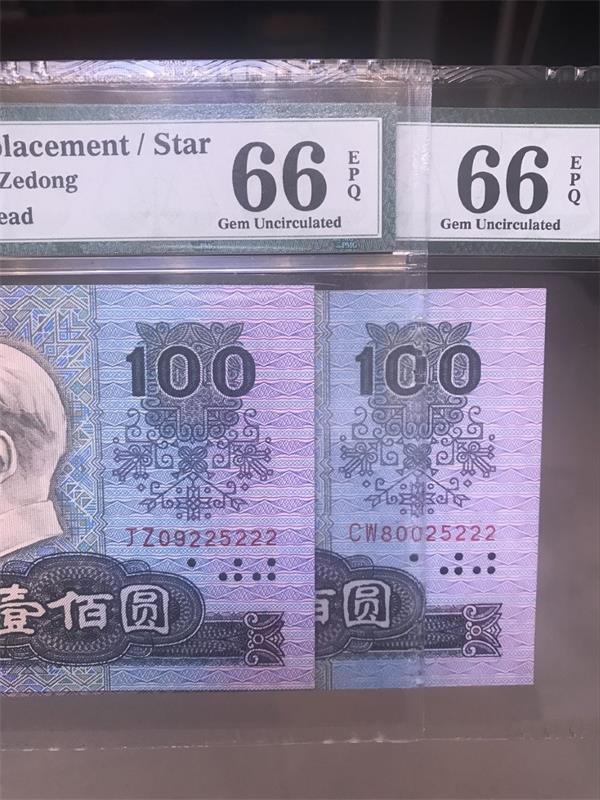 placement / Star
Zedong
ead
66
EPQ
Gem Uncirculated
66
EPQ
Gem Uncirculated
100
JZ09225222
壹佰圆
100
CW80025222
佰圆